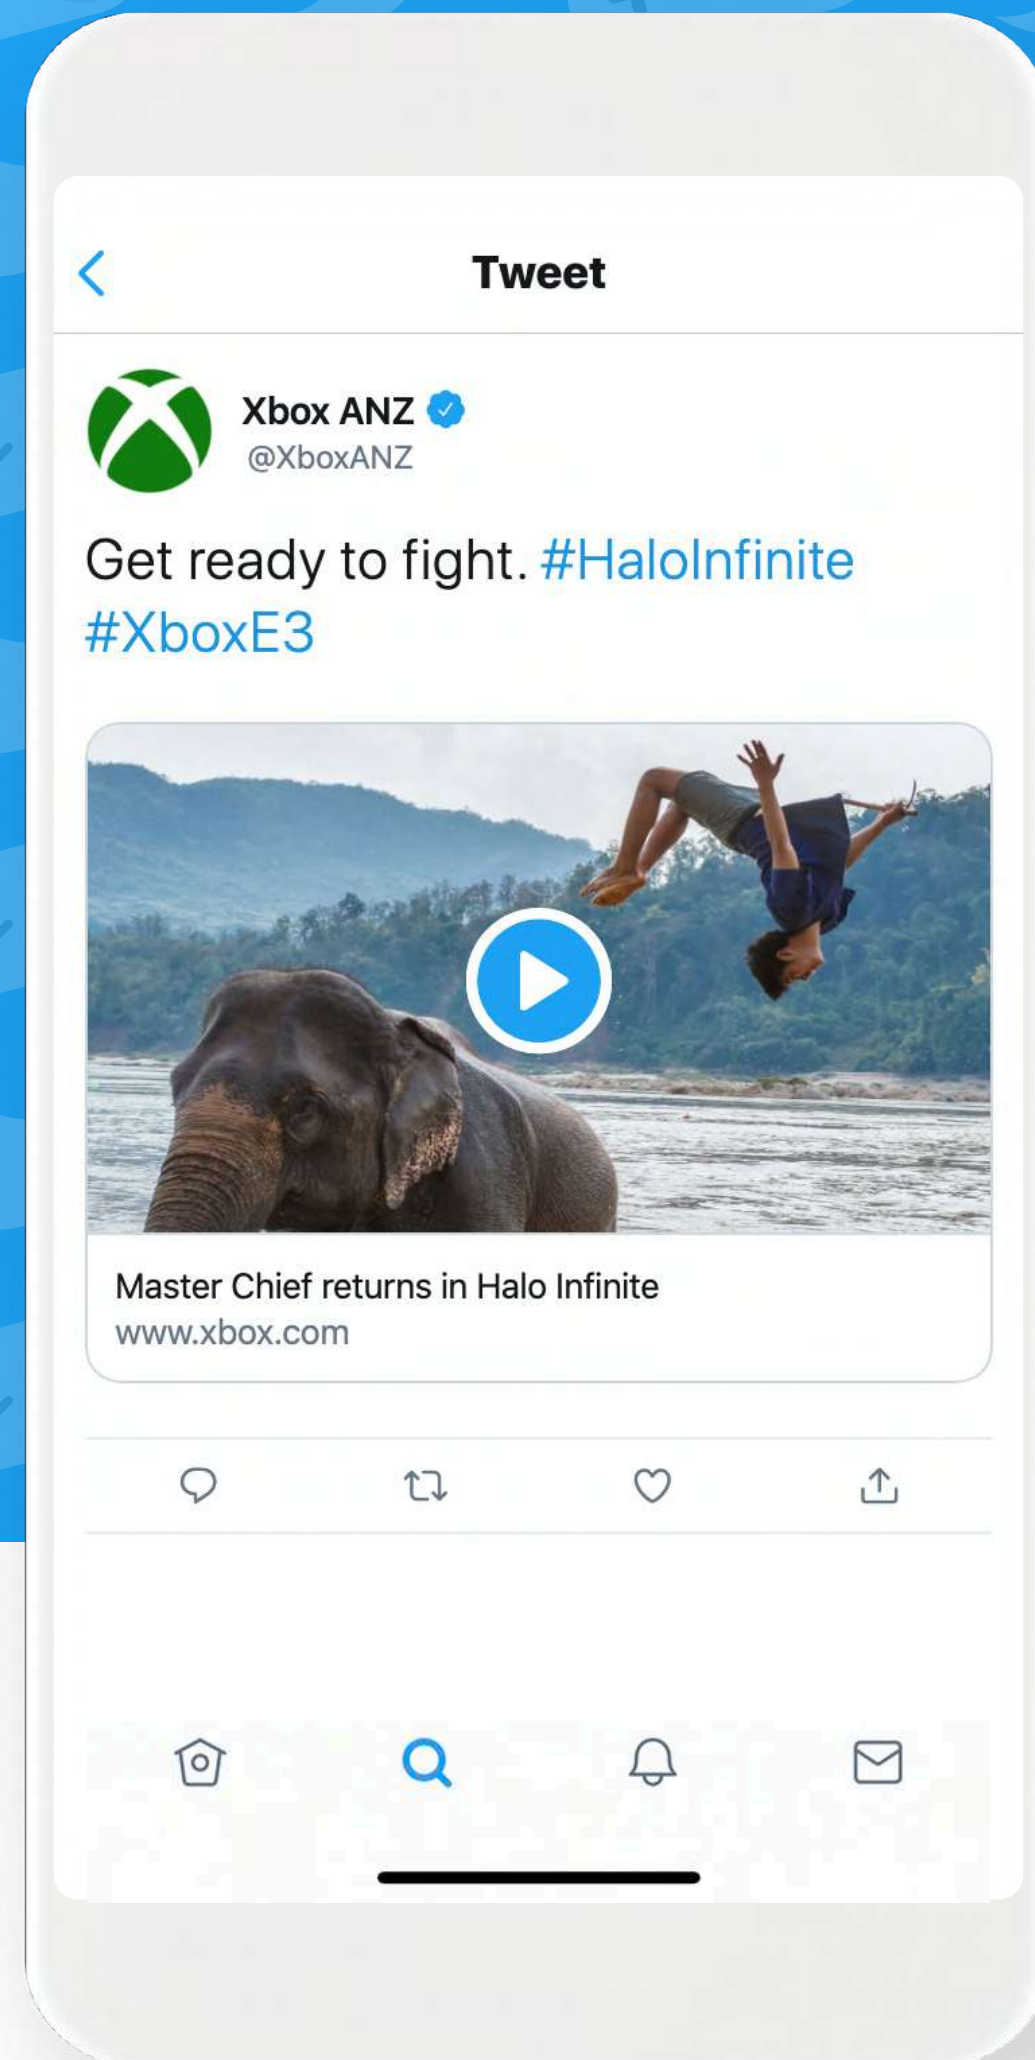 Tweet
Xbox ANZ
@XboxANZ
Get ready to fight. #HaloInfinite
#XboxE3
Master Chief returns in Halo Infinite
www.xbox.com